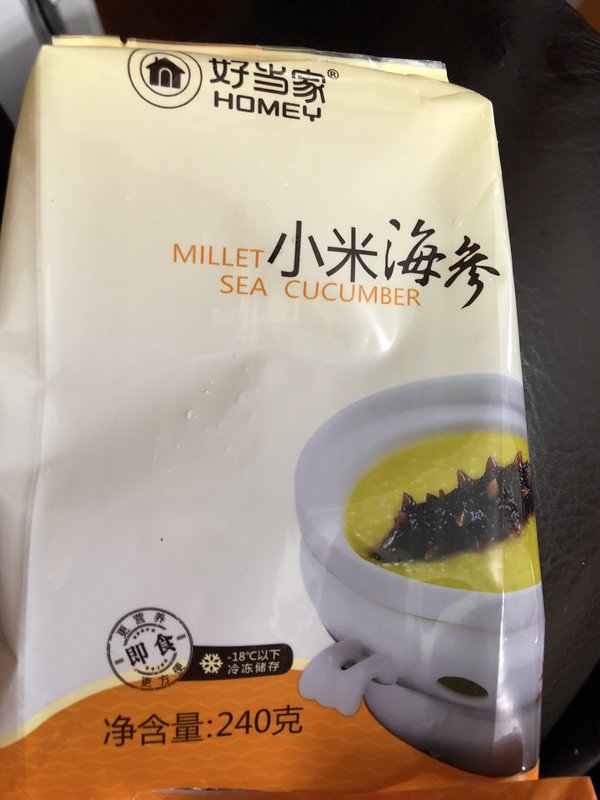 好当家®
HOMEY
MILLET 小米海参
SEA CUCUMBER
更营养
即食
更方便
-18℃以下
冷冻储存
净含量:240克